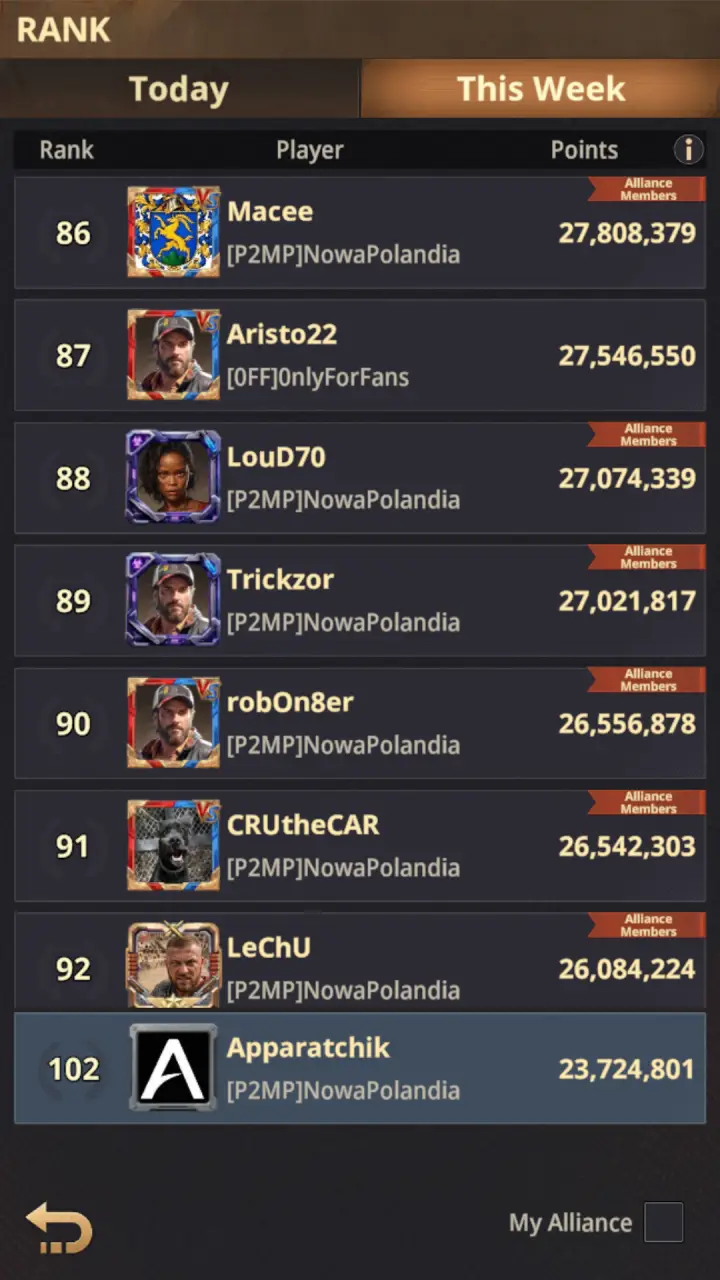 RANK
Today
This Week
Rank
Player
Points
i
Alliance
Members
86
Macee
[P2MP]NowaPolandia
27,808,379
87
Aristo22
[0FF]0nlyForFans
27,546,550
Alliance
Members
88
LouD70
[P2MP]NowaPolandia
27,074,339
Alliance
Members
89
Trickzor
[P2MP]NowaPolandia
27,021,817
Alliance
Members
90
robOn8er
[P2MP]NowaPolandia
26,556,878
Alliance
Members
91
CRUtheCAR
[P2MP]NowaPolandia
26,542,303
Alliance
Members
92
LeChU
[P2MP]NowaPolandia
26,084,224
102
A
Apparatchik
[P2MP]NowaPolandia
23,724,801
My Alliance